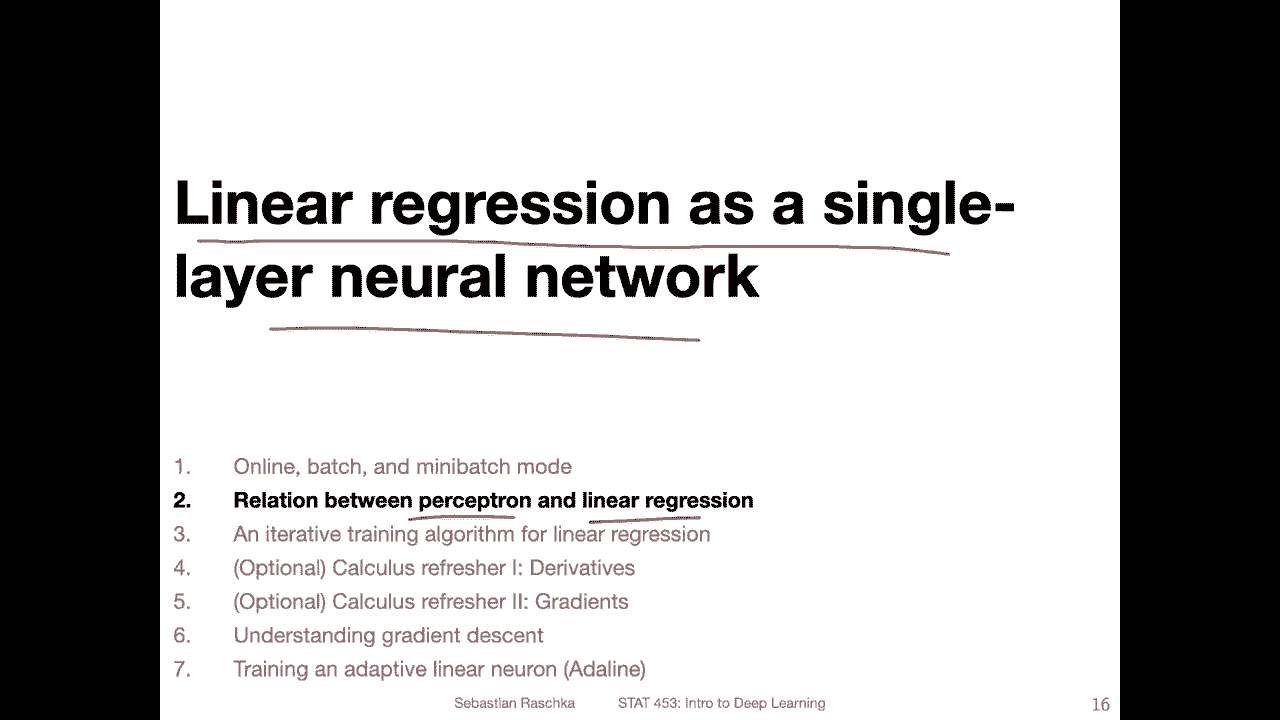 Linear regression as a single-
layer neural network
1. Online, batch, and minibatch mode
2. Relation between perceptron and linear regression
3. An iterative training algorithm for linear regression
4. (Optional) Calculus refresher I: Derivatives
5. (Optional) Calculus refresher II: Gradients
6. Understanding gradient descent
7. Training an adaptive linear neuron (Adaline)
Sebastian Raschka STAT 453: Intro to Deep Learning 16